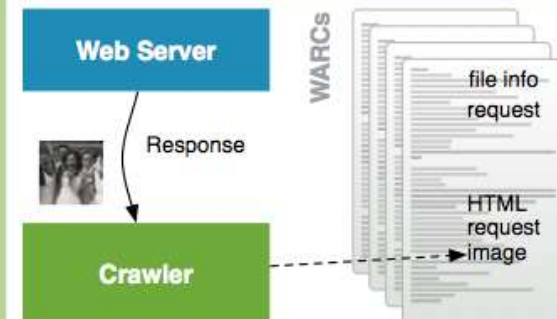 Web Server
Response
Crawler
WARCs
file info
request
HTML
request
image